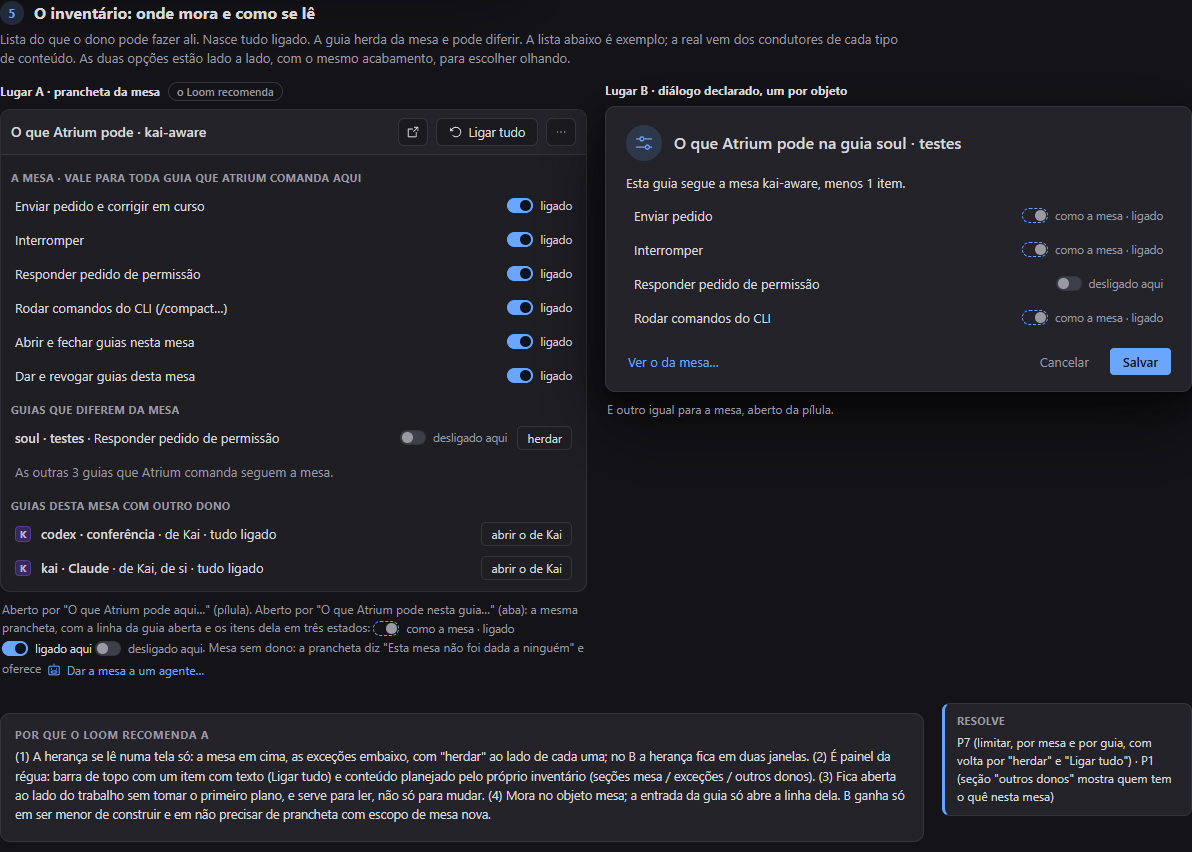 5 O inventário: onde mora e como se lê
Lista do que o dono pode fazer ali. Nasce tudo ligado. A guia herda da mesa e pode diferir. A lista abaixo é exemplo; a real vem dos condutores de cada tipo
de conteúdo. As duas opções estão lado a lado, com o mesmo acabamento, para escolher olhando.
Lugar A · prancheta da mesa o Loom recomenda
O que Atrium pode · kai-aware Ligar tudo ...
A MESA · VALE PARA TODA GUIA QUE ATRIUM COMANDA AQUI
Enviar pedido e corrigir em curso ligado
Interromper ligado
Responder pedido de permissão ligado
Rodar comandos do CLI (/compact...) ligado
Abrir e fechar guias nesta mesa ligado
Dar e revogar guias desta mesa ligado
GUIAS QUE DIFEREM DA MESA
soul · testes · Responder pedido de permissão desligado aqui herdar
As outras 3 guias que Atrium comanda seguem a mesa.
GUIAS DESTA MESA COM OUTRO DONO
K codex · conferência · de Kai · tudo ligado abrir o de Kai
K kai · Claude · de Kai, de si · tudo ligado abrir o de Kai
Aberto por "O que Atrium pode aqui..." (pílula). Aberto por "O que Atrium pode nesta guia..." (aba): a mesma
prancheta, com a linha da guia aberta e os itens dela em três estados: como a mesa · ligado
ligado aqui desligado aqui. Mesa sem dono: a prancheta diz "Esta mesa não foi dada a ninguém" e
oferece Dar a mesa a um agente...
Lugar B · diálogo declarado, um por objeto
O que Atrium pode na guia soul · testes
Esta guia segue a mesa kai-aware, menos 1 item.
Enviar pedido como a mesa · ligado
Interromper como a mesa · ligado
Responder pedido de permissão desligado aqui
Rodar comandos do CLI como a mesa · ligado
Ver o da mesa... Cancelar Salvar
E outro igual para a mesa, aberto da pílula.
POR QUE O LOOM RECOMENDA A
(1) A herança se lê numa tela só: a mesa em cima, as exceções embaixo, com "herdar" ao lado de cada uma; no B a herança fica em duas janelas. (2) É painel da
régua: barra de topo com um item com texto (Ligar tudo) e conteúdo planejado pelo próprio inventário (seções mesa / exceções / outros donos). (3) Fica aberta
ao lado do trabalho sem tomar o primeiro plano, e serve para ler, não só para mudar. (4) Mora no objeto mesa; a entrada da guia só abre a linha dela. B ganha só
em ser menor de construir e em não precisar de prancheta com escopo de mesa nova.
RESOLVE
P7 (limitar, por mesa e por guia, com
volta por "herdar" e "Ligar tudo") · P1
(seção "outros donos" mostra quem tem
o quê nesta mesa)